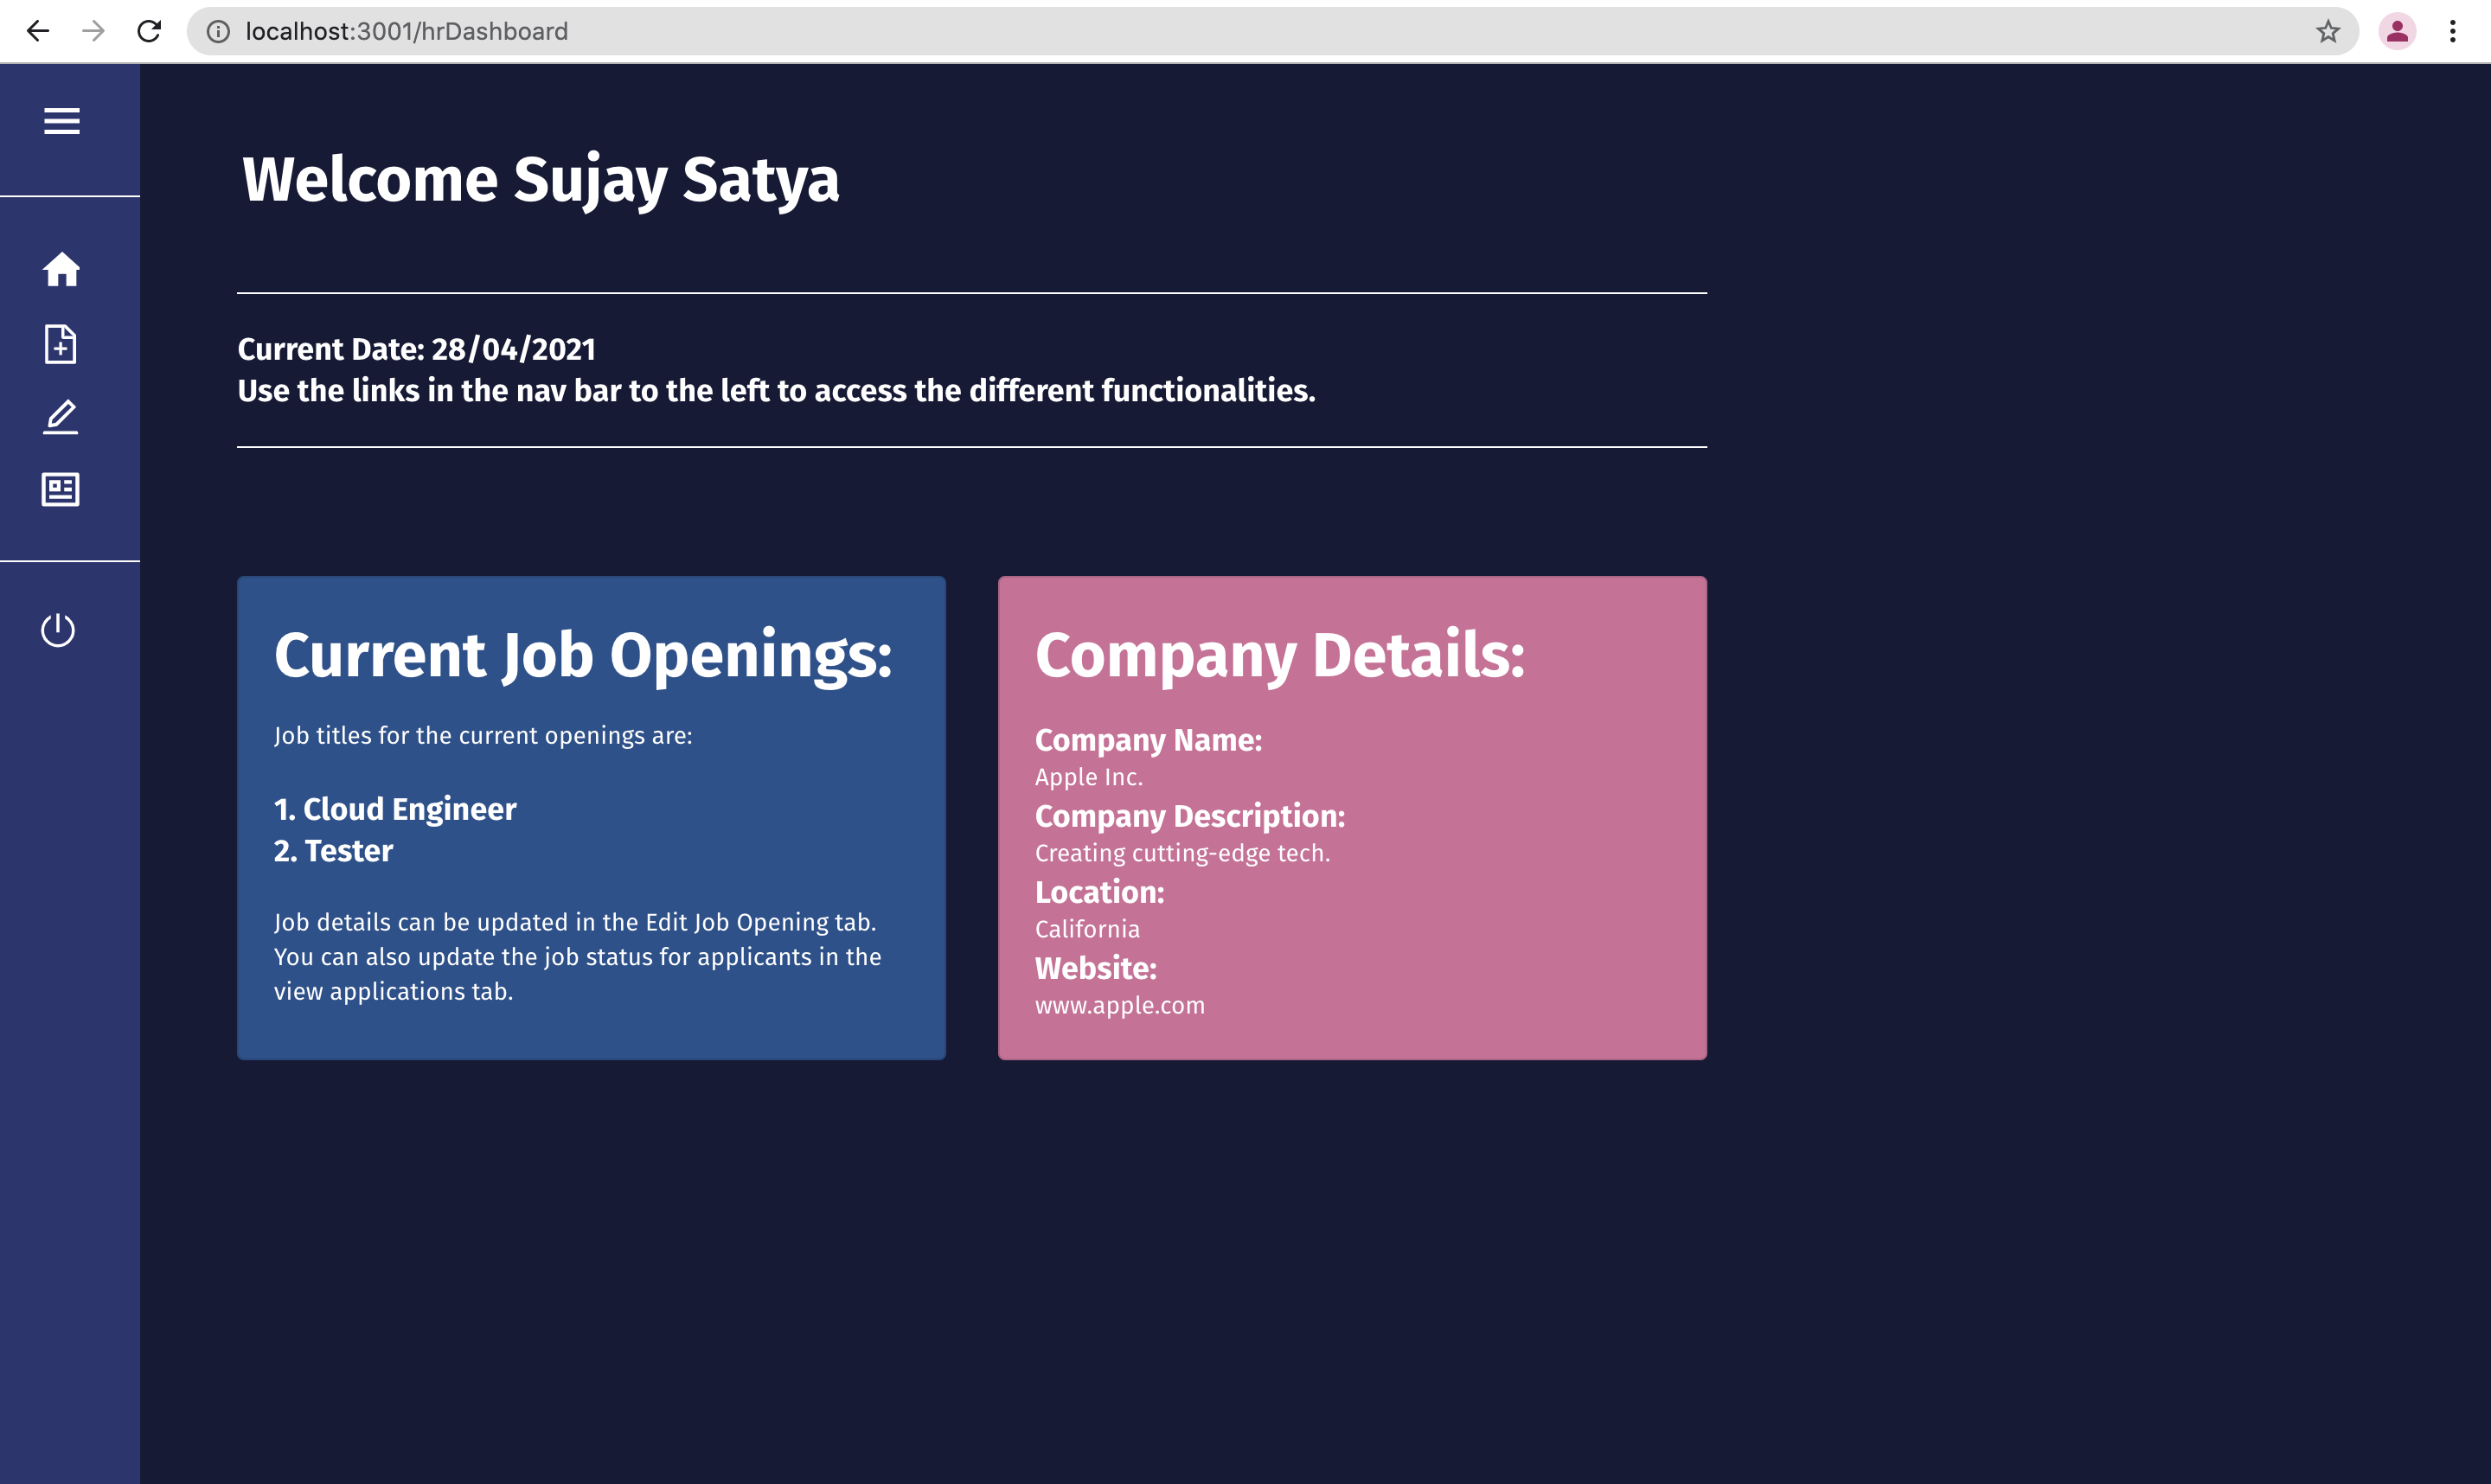 localhost:3001/hrDashboard
Welcome Sujay Satya
Current Date: 28/04/2021
Use the links in the nav bar to the left to access the different functionalities.
Current Job Openings:
Job titles for the current openings are:
1. Cloud Engineer
2. Tester
Job details can be updated in the Edit Job Opening tab.
You can also update the job status for applicants in the
view applications tab.
Company Details:
Company Name:
Apple Inc.
Company Description:
Creating cutting-edge tech.
Location:
California
Website:
www.apple.com